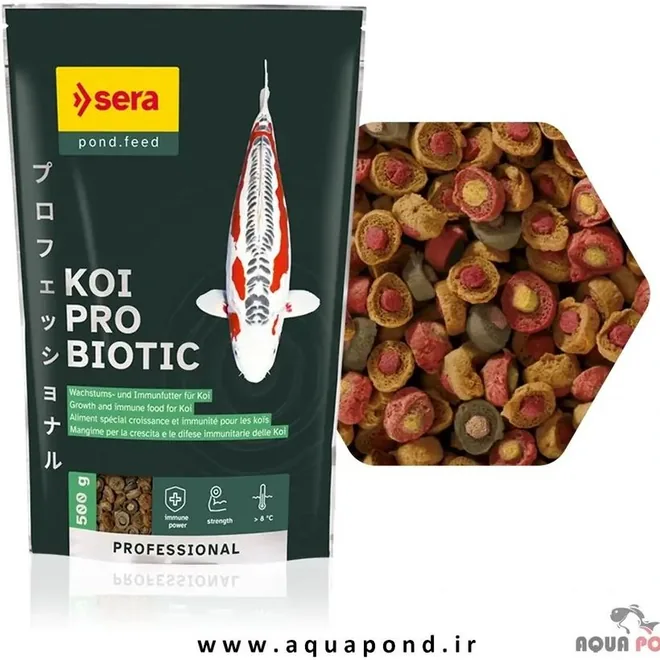 sera
pond.feed
プロフェッショナル
KOI
PRO
BIOTIC
Wachstums- und Immunfutter für Koi
Growth and immune food for Koi
Aliment spécial croissance et immunité pour les koïs
Mangime per la crescita e le difese immunitarie delle Koi
500 g
immune
power
strength
> 8 °C
PROFESSIONAL
www.aquapond.ir
AQUA PO